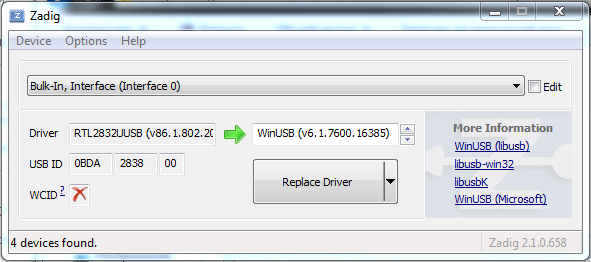 Zadig
Device Options Help
Bulk-In, Interface (Interface 0)
Edit
Driver RTL2832UUSB (v86.1.802.20 WinUSB (v6.1.7600.16385)
USB ID 0BDA 2838 00
WCID ?
Replace Driver
More Information
WinUSB (libusb)
libusb-win32
libusbK
WinUSB (Microsoft)
4 devices found.
Zadig 2.1.0.658